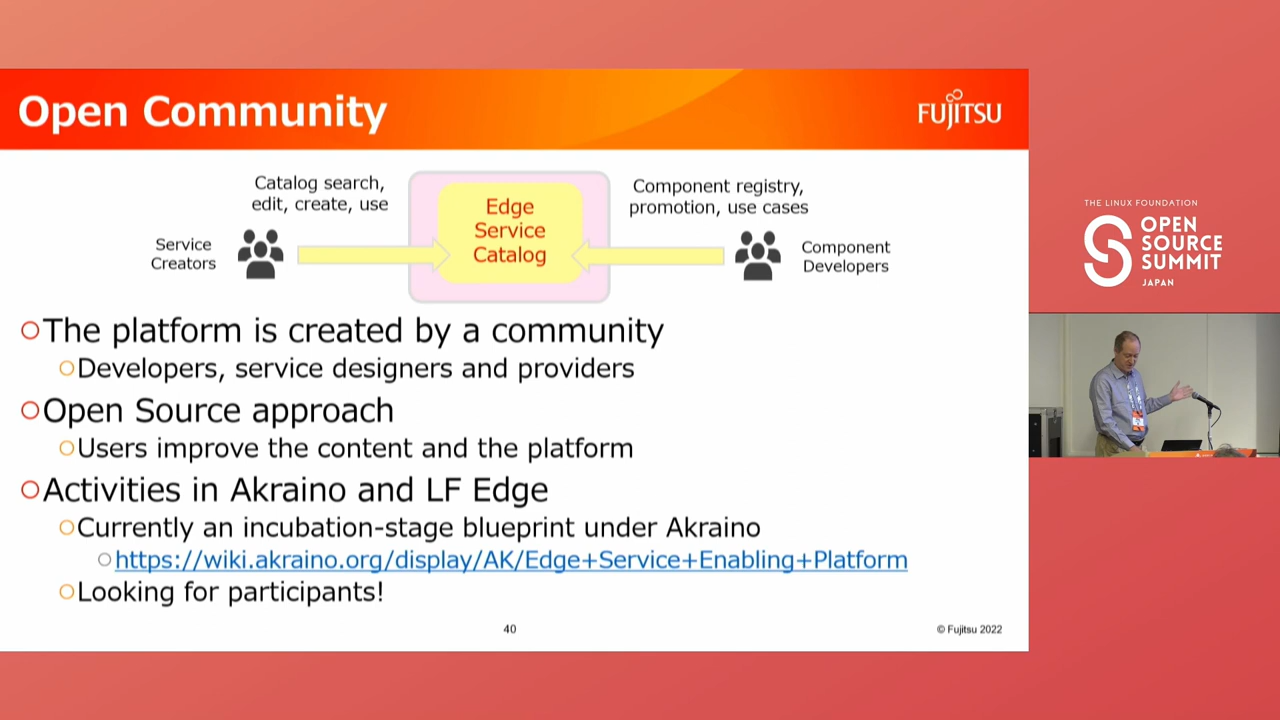 Open Community
FUJITSU
Catalog search,
edit, create, use
Edge
Service
Catalog
Component registry,
promotion, use cases
Service
Creators
Component
Developers
The platform is created by a community
Developers, service designers and providers
Open Source approach
Users improve the content and the platform
Activities in Akraino and LF Edge
Currently an incubation-stage blueprint under Akraino
https://wiki.akraino.org/display/AK/Edge+Service+Enabling+Platform
Looking for participants!
40
© Fujitsu 2022
THE LINUX FOUNDATION
OPEN
SOURCE
SUMMIT
JAPAN